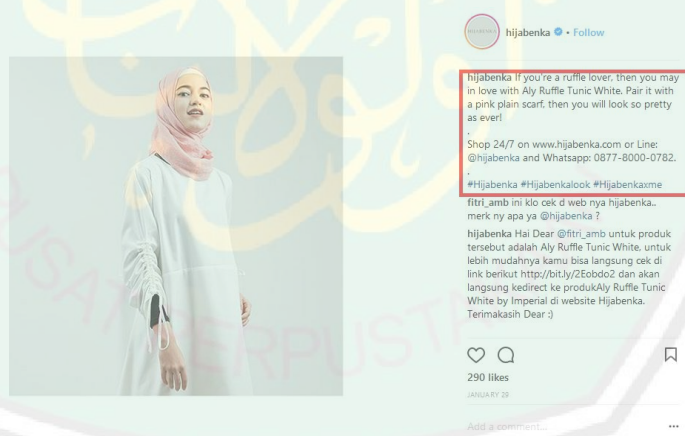 hijabenka • Follow
hijabenka If you're a ruffle lover, then you may
in love with Aly Ruffle Tunic White. Pair it with
a pink plain scarf, then you will look so pretty
as ever!
.
Shop 24/7 on www.hijabenka.com or Line:
@hijabenka and Whatsapp: 0877-8000-0782.
.
#Hijabenka #Hijabenkalook #Hijabenkaxme
fitri_amb ini klo cek d web nya hijabenka..
merk ny apa ya @hijabenka ?
hijabenka Hai Dear @fitri_amb untuk produk
tersebut adalah Aly Ruffle Tunic White, untuk
lebih mudahnya kamu bisa langsung cek di
link berikut http://bit.ly/2Eobdo2 dan akan
langsung kedirect ke produkAly Ruffle Tunic
White by Imperial di website Hijabenka.
Terimakasih Dear :)
290 likes
JANUARY 29
Add a comment...